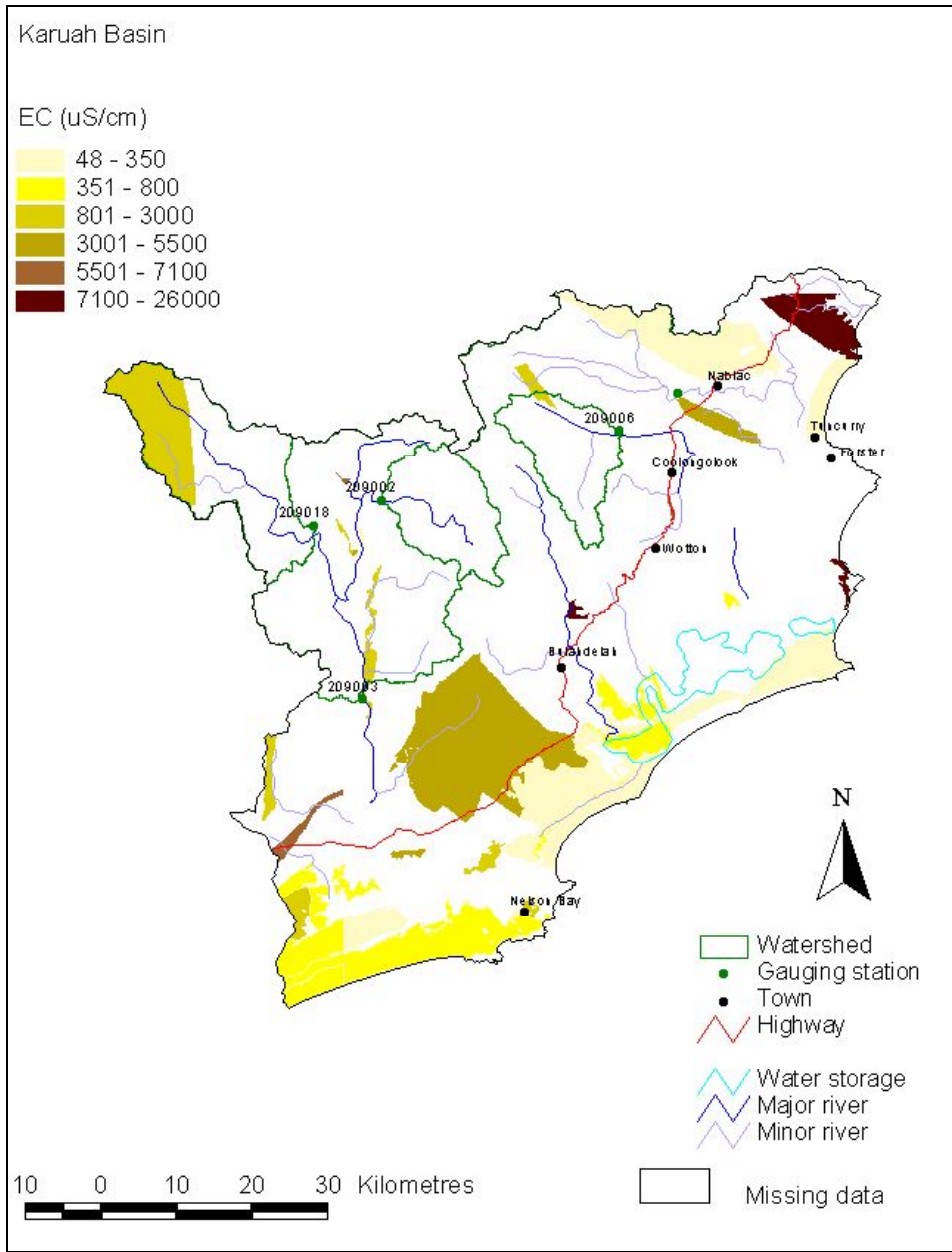 Karuah Basin
EC (uS/cm)
48 - 350
351 - 800
801 - 3000
3001 - 5500
5501 - 7100
7100 - 26000
Nabiac
209006
Tuncurry
Forster
Coolongolook
209002
209018
Wotton
Bulahdelah
209003
N
Nelson Bay
Watershed
Gauging station
Town
Highway
Water storage
Major river
Minor river
10 0 10 20 30 Kilometres
Missing data